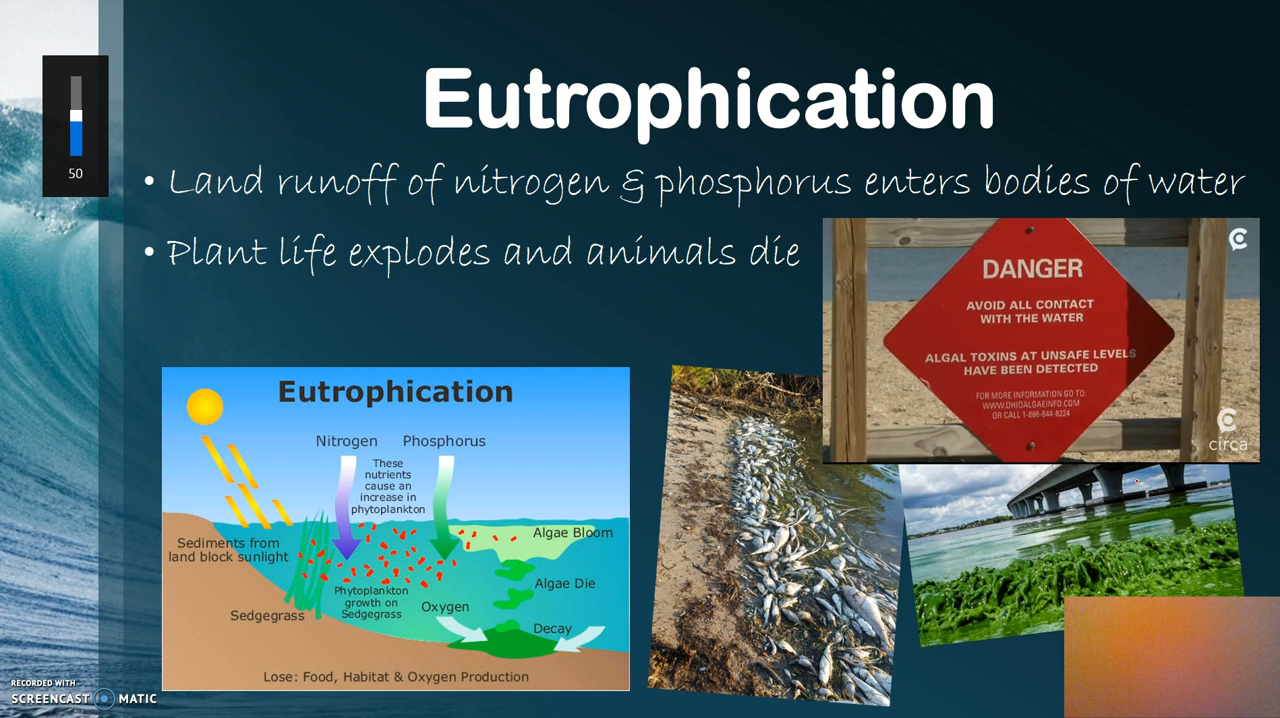 50
Eutrophication
• Land runoff of nitrogen & phosphorus enters bodies of water
• Plant life explodes and animals die
DANGER
AVOID ALL CONTACT
WITH THE WATER
ALGAL TOXINS AT UNSAFE LEVELS
HAVE BEEN DETECTED
FOR MORE INFORMATION GO TO:
WWW.OHIOALGAEINFO.COM
OR CALL 1-866-644-6224
circa
Eutrophication
Nitrogen
Phosphorus
These
nutrients
cause an
increase in
phytoplankton
Sediments from
land block sunlight
Algae Bloom
Algae Die
Phytoplankton
growth on
Sedgegrass
Sedgegrass
Oxygen
Decay
Lose: Food, Habitat & Oxygen Production
RECORDED WITH
SCREENCAST MATIC